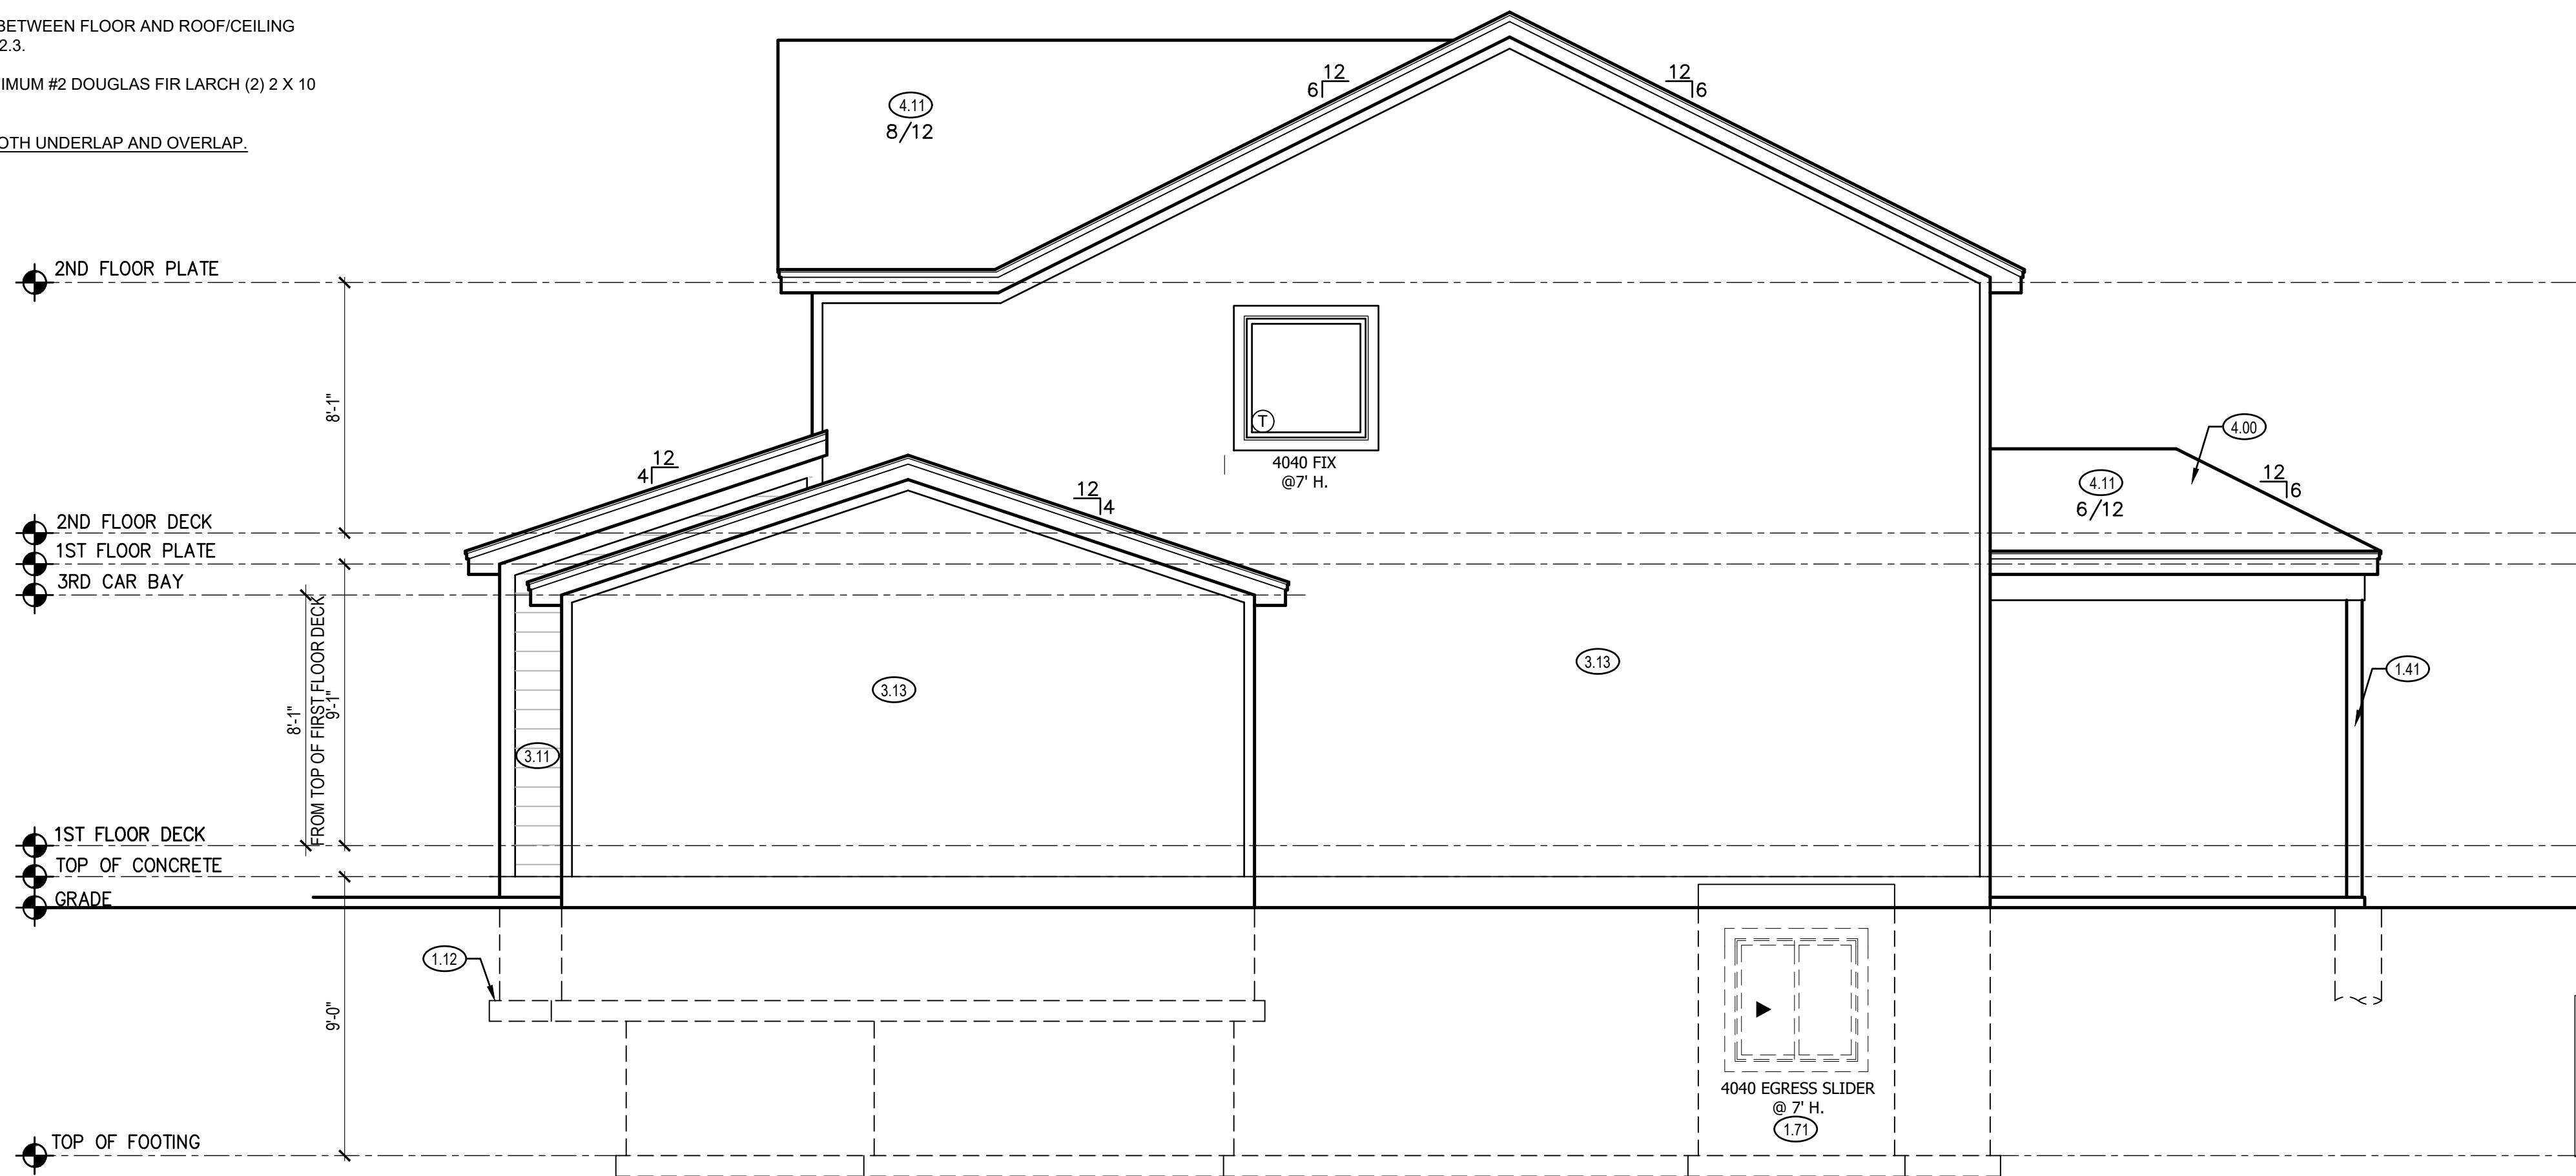 BETWEEN FLOOR AND ROOF/CEILING
2.3.
IMUM #2 DOUGLAS FIR LARCH (2) 2 X 10
OTH UNDERLAP AND OVERLAP.
12
6
12
6
4.11
8/12
2ND FLOOR PLATE
8'-1"
T
4040 FIX
@7' H.
12
4
12
4
4.00
12
6
4.11
6/12
2ND FLOOR DECK
1ST FLOOR PLATE
3RD CAR BAY
8'-1"
FROM TOP OF FIRST FLOOR DECK
9'-1"
3.13
3.13
3.11
1.41
1ST FLOOR DECK
TOP OF CONCRETE
GRADE
1.12
9'-0"
4040 EGRESS SLIDER
@ 7' H.
1.71
TOP OF FOOTING